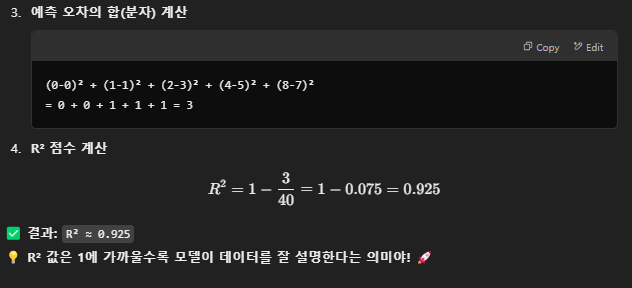 3. 예측 오차의 합(분자) 계산
Copy Edit
(0-0)² + (1-1)² + (2-3)² + (4-5)² + (8-7)²
= 0 + 0 + 1 + 1 + 1 = 3
4. R² 점수 계산
R² = 1 − 3/40 = 1 − 0.075 = 0.925
✅ 결과: R² ≈ 0.925
💡 R² 값은 1에 가까울수록 모델이 데이터를 잘 설명한다는 의미야! 🚀